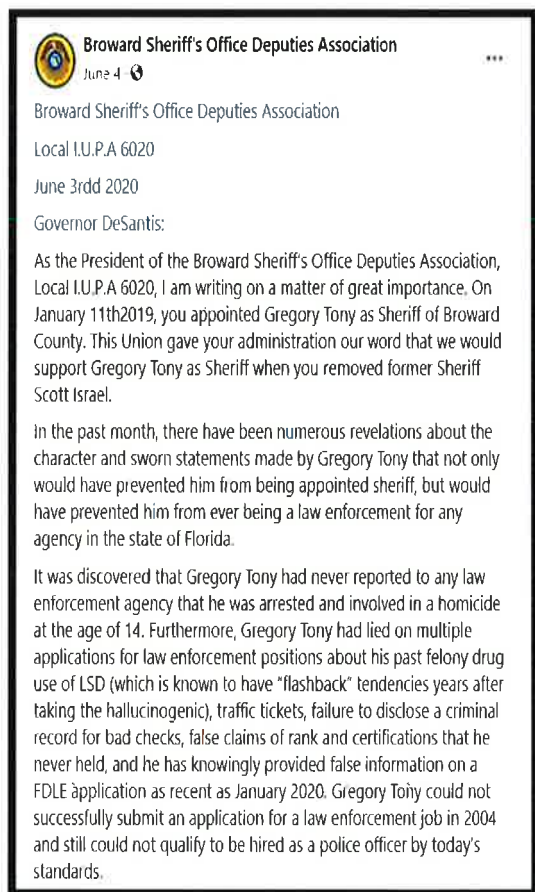 Broward Sheriff's Office Deputies Association
June 4 ·
Broward Sheriff's Office Deputies Association
Local I.U.P.A 6020
June 3rdd 2020
Governor DeSantis:
As the President of the Broward Sheriff's Office Deputies Association,
Local I.U.P.A 6020, I am writing on a matter of great importance. On
January 11th2019, you appointed Gregory Tony as Sheriff of Broward
County. This Union gave your administration our word that we would
support Gregory Tony as Sheriff when you removed former Sheriff
Scott Israel.
In the past month, there have been numerous revelations about the
character and sworn statements made by Gregory Tony that not only
would have prevented him from being appointed sheriff, but would
have prevented him from ever being a law enforcement for any
agency in the state of Florida.
It was discovered that Gregory Tony had never reported to any law
enforcement agency that he was arrested and involved in a homicide
at the age of 14. Furthermore, Gregory Tony had lied on multiple
applications for law enforcement positions about his past felony drug
use of LSD (which is known to have "flashback" tendencies years after
taking the hallucinogenic), traffic tickets, failure to disclose a criminal
record for bad checks, false claims of rank and certifications that he
never held, and he has knowingly provided false information on a
FDLE application as recent as January 2020. Gregory Tony could not
successfully submit an application for a law enforcement job in 2004
and still could not qualify to be hired as a police officer by today's
standards.